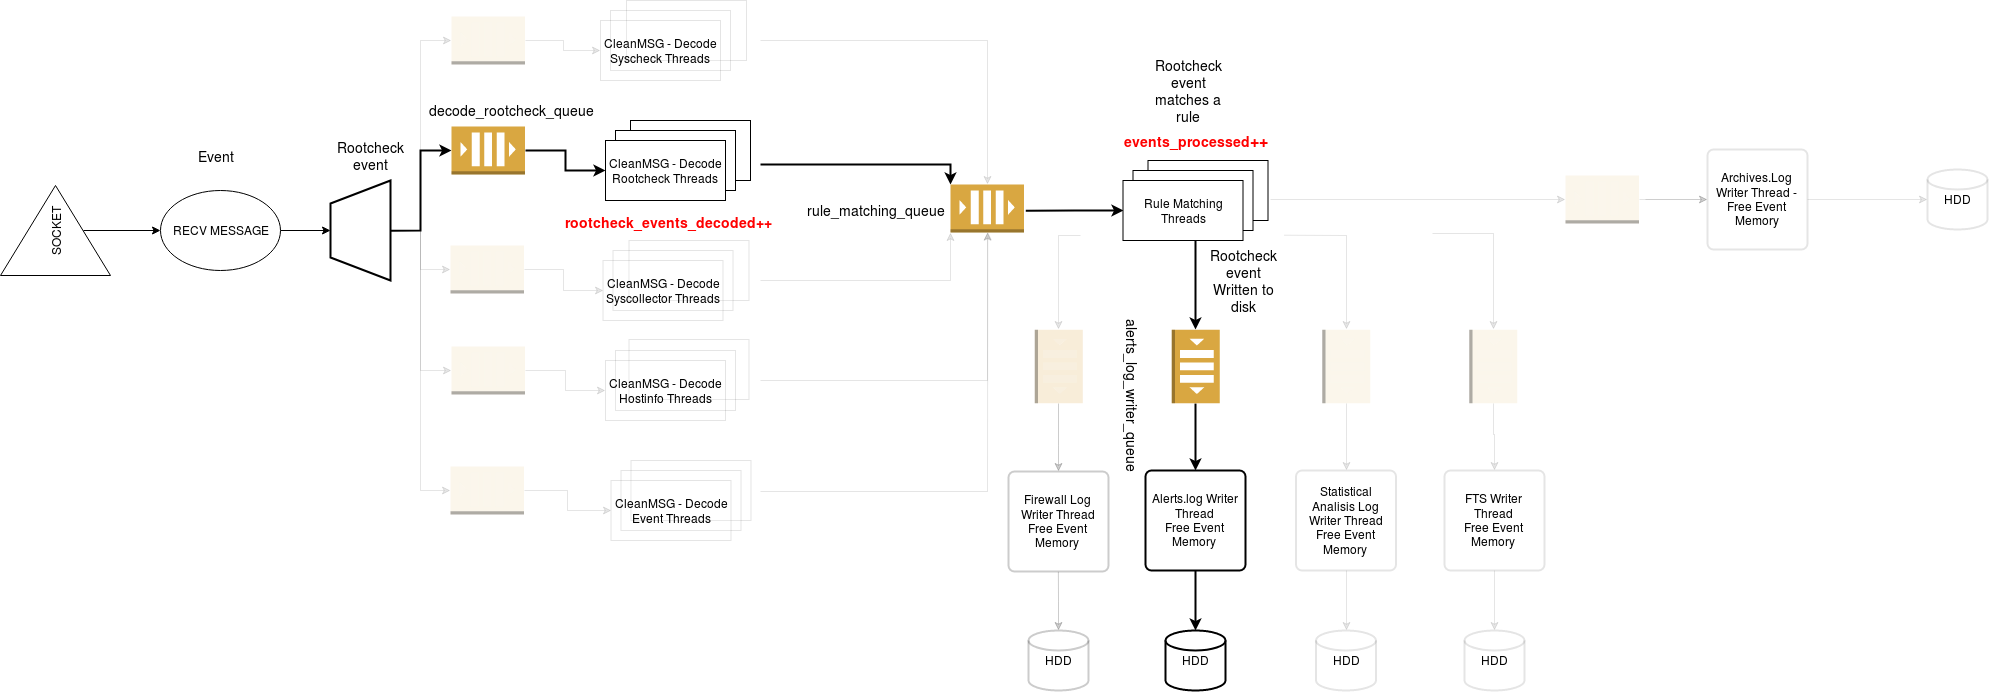 CleanMSG - Decode
Syscheck Threads
decode_rootcheck_queue
Event
Rootcheck
event
SOCKET
RECV MESSAGE
CleanMSG - Decode
Rootcheck Threads
rootcheck_events_decoded++
rule_matching_queue
Rootcheck
event
matches a
rule
events_processed++
Rule Matching
Threads
Archives.Log
Writer Thread -
Free Event
Memory
HDD
CleanMSG - Decode
Syscollector Threads
Rootcheck
event
Written to
disk
alerts_log_writer_queue
CleanMSG - Decode
Hostinfo Threads
CleanMSG - Decode
Event Threads
Firewall Log
Writer Thread
Free Event
Memory
Alerts.log Writer
Thread
Free Event
Memory
Statistical
Analisis Log
Writer Thread
Free Event
Memory
FTS Writer
Thread
Free Event
Memory
HDD
HDD
HDD
HDD